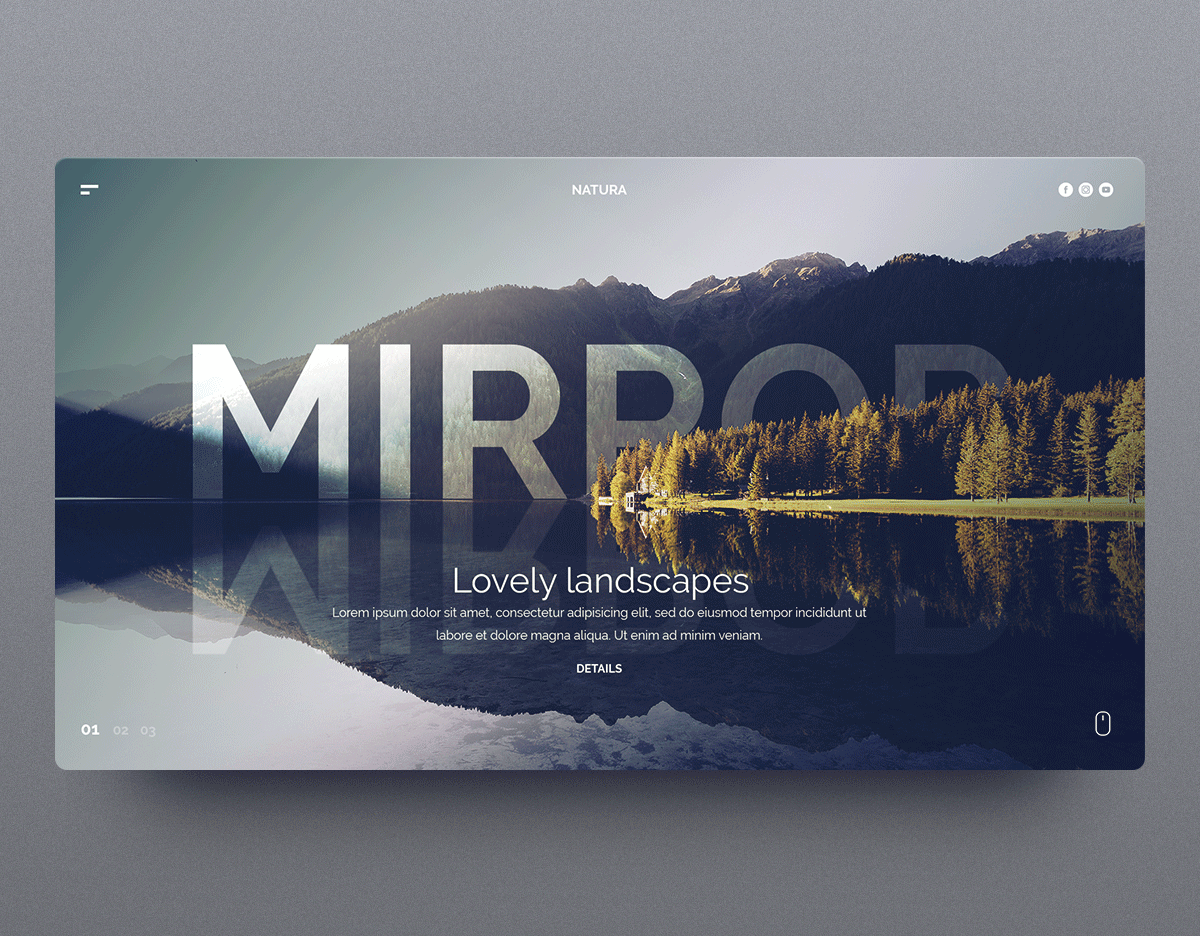 NATURA
MIRROR
Lovely landscapes
Lorem ipsum dolor sit amet, consectetur adipisicing elit, sed do eiusmod tempor incididunt ut
labore et dolore magna aliqua. Ut enim ad minim veniam.
DETAILS
01 02 03